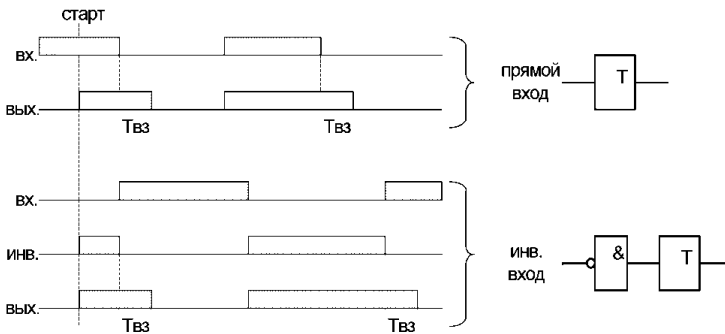 старт
вх.
вых.
Твз Твз
прямой
вход
Т
вх.
инв.
вых.
Твз Твз
инв.
вход
& Т